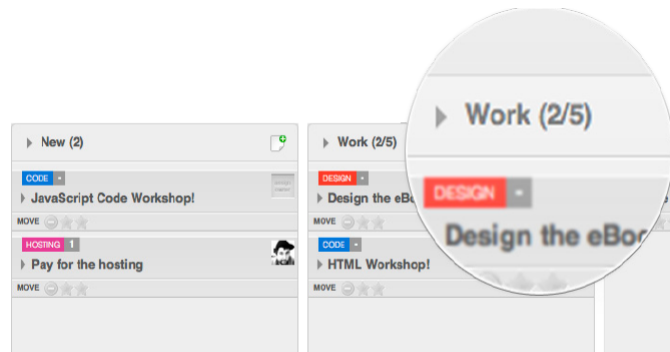 New (2)
CODE -
JavaScript Code Workshop!
MOVE
HOSTING 1
Pay for the hosting
MOVE
Work (2/5)
DESIGN -
Design the eBo
MOVE
CODE -
HTML Workshop!
MOVE
Work (2/5)
DESIGN -
Design the eBoo